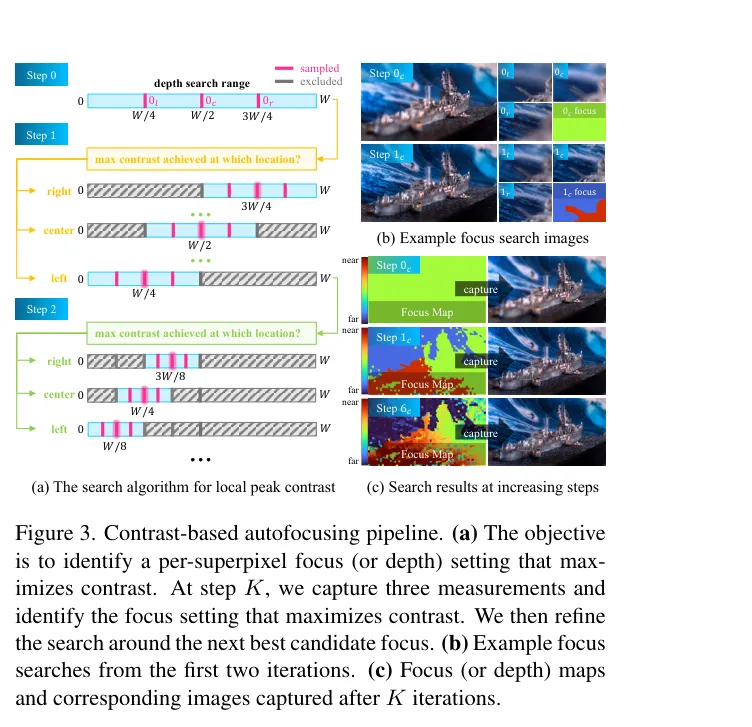 Step 0
sampled
excluded
depth search range
0
0_l
0_c
0_r
W
W/4
W/2
3W/4
Step 1
max contrast achieved at which location?
right 0
W
3W/4
...
center 0
W
W/2
...
left 0
W
W/4
Step 2
max contrast achieved at which location?
right 0
W
3W/8
center 0
W
W/4
left 0
W
W/8
...
(a) The search algorithm for local peak contrast
Step 0_c
0_l
0_c
0_r
0_c focus
Step 1_c
1_l
1_c
1_r
1_c focus
(b) Example focus search images
near
Step 0_c
capture
Focus Map
far
near
Step 1_c
capture
Focus Map
far
near
Step 6_c
capture
Focus Map
far
(c) Search results at increasing steps
Figure 3. Contrast-based autofocusing pipeline. (a) The objective
is to identify a per-superpixel focus (or depth) setting that max-
imizes contrast. At step K, we capture three measurements and
identify the focus setting that maximizes contrast. We then refine
the search around the next best candidate focus. (b) Example focus
searches from the first two iterations. (c) Focus (or depth) maps
and corresponding images captured after K iterations.